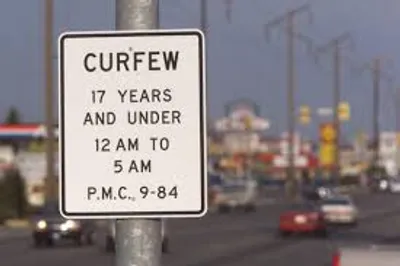 CURFEW
17 YEARS
AND UNDER
12 AM TO
5 AM
P.M.C. 9-84